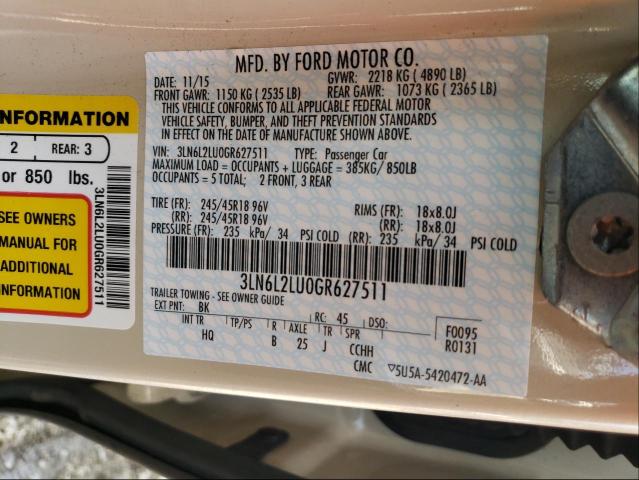 NFORMATION
2 REAR: 3
or 850 lbs.
SEE OWNERS
MANUAL FOR
ADDITIONAL
INFORMATION
3LN6L2LU0GR627511
MFD. BY FORD MOTOR CO.
DATE: 11/15 GVWR: 2218 KG ( 4890 LB)
FRONT GAWR: 1150 KG ( 2535 LB) REAR GAWR: 1073 KG ( 2365 LB)
THIS VEHICLE CONFORMS TO ALL APPLICABLE FEDERAL MOTOR
VEHICLE SAFETY, BUMPER, AND THEFT PREVENTION STANDARDS
IN EFFECT ON THE DATE OF MANUFACTURE SHOWN ABOVE.
VIN: 3LN6L2LU0GR627511 TYPE: Passenger Car
MAXIMUM LOAD = OCCUPANTS + LUGGAGE = 385KG/ 850LB
OCCUPANTS = 5 TOTAL; 2 FRONT, 3 REAR
TIRE (FR): 245/45R18 96V RIMS (FR): 18x8.0J
(RR): 245/45R18 96V (RR): 18x8.0J
PRESSURE (FR): 235 kPa/ 34 PSI COLD (RR): 235 kPa/ 34 PSI COLD
3LN6L2LU0GR627511
TRAILER TOWING - SEE OWNER GUIDE
EXT PNT: BK RC: 45 DSO: F0095
INT TR TP/PS R AXLE TR SPR R0131
HQ B 25 J CCHH
CMC ▽5U5A-5420472-AA